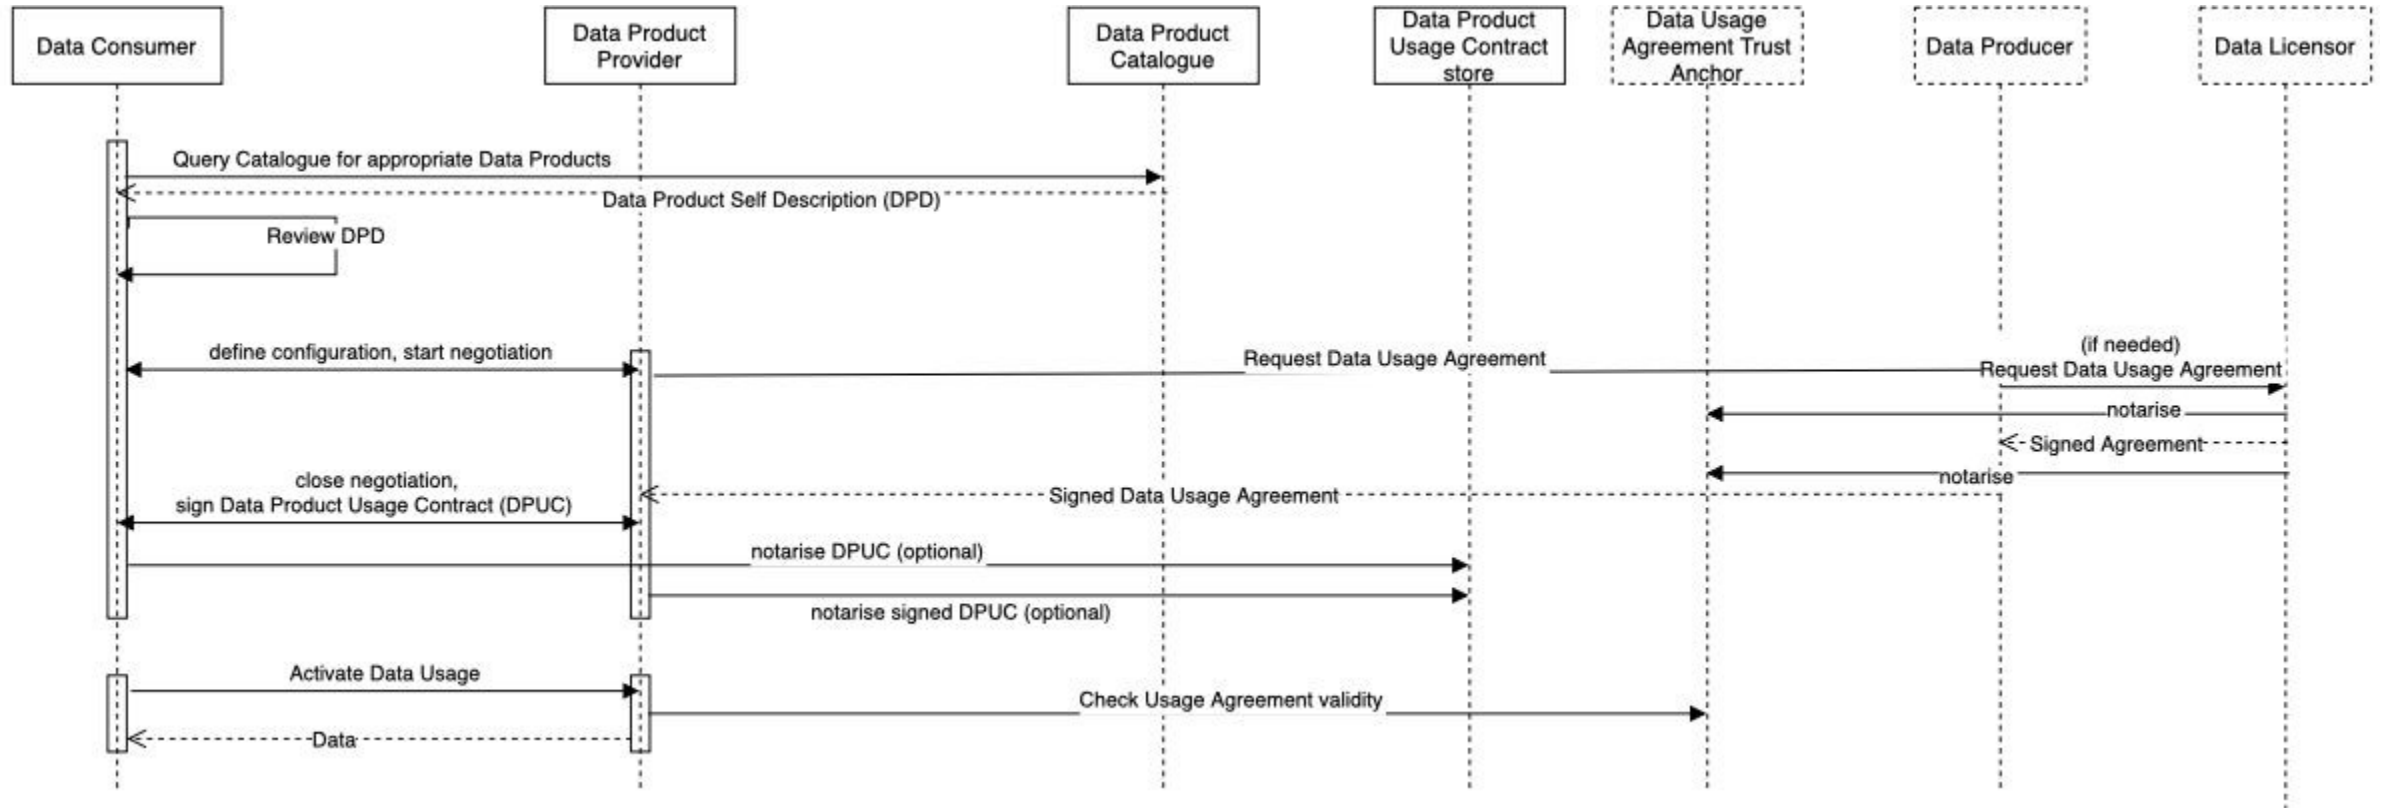 Data Consumer
Data Product
Provider
Data Product
Catalogue
Data Product
Usage Contract
store
Data Usage
Agreement Trust
Anchor
Data Producer
Data Licensor
Query Catalogue for appropriate Data Products
Data Product Self Description (DPD)
Review DPD
define configuration, start negotiation
Request Data Usage Agreement
(if needed)
Request Data Usage Agreement
notarise
Signed Agreement
notarise
close negotiation,
sign Data Product Usage Contract (DPUC)
Signed Data Usage Agreement
notarise DPUC (optional)
notarise signed DPUC (optional)
Activate Data Usage
Check Usage Agreement validity
Data